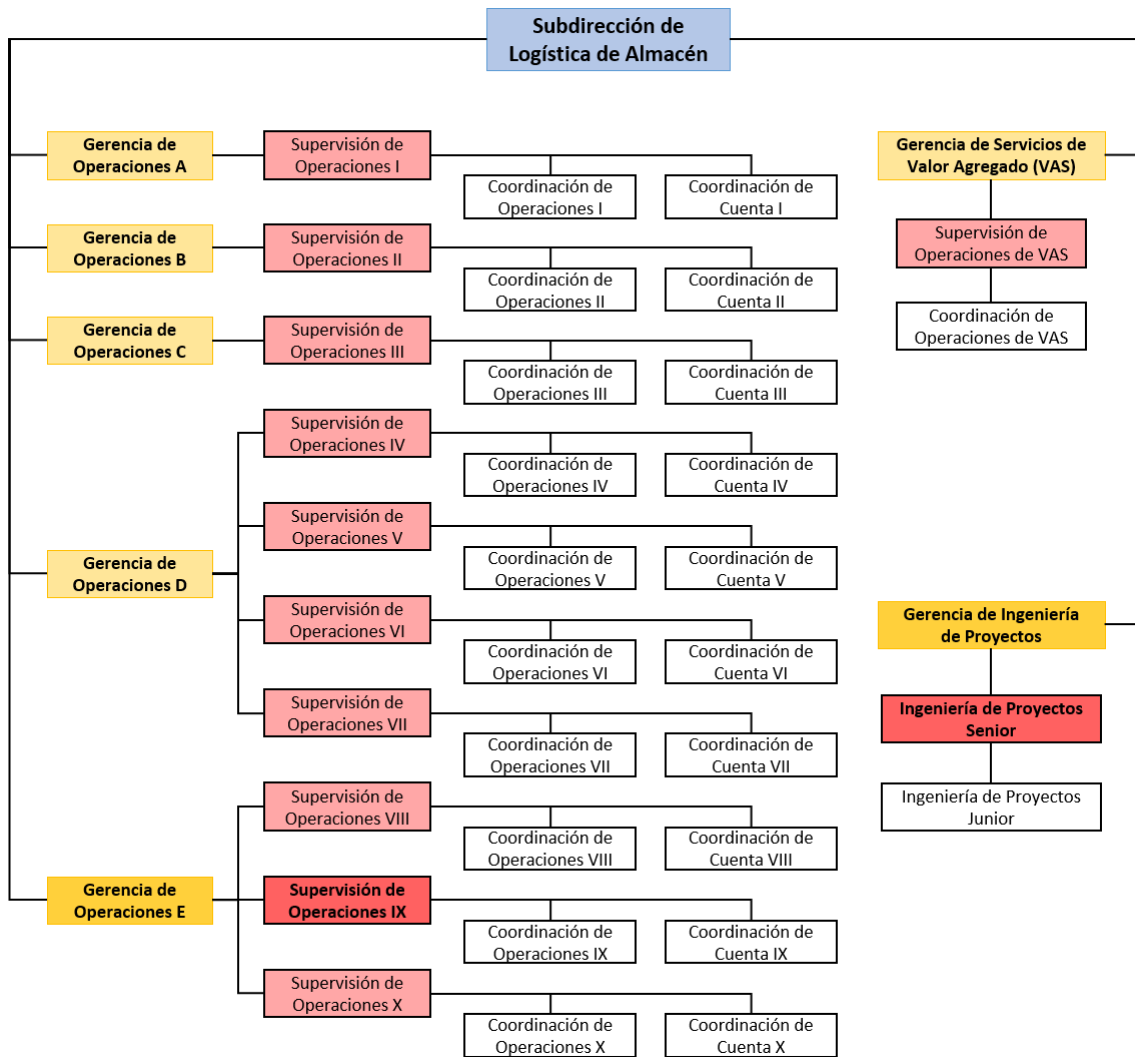 Subdirección de
Logística de Almacén
Gerencia de
Operaciones A
Supervisión de
Operaciones I
Coordinación de
Operaciones I
Coordinación de
Cuenta I
Gerencia de
Operaciones B
Supervisión de
Operaciones II
Coordinación de
Operaciones II
Coordinación de
Cuenta II
Gerencia de
Operaciones C
Supervisión de
Operaciones III
Coordinación de
Operaciones III
Coordinación de
Cuenta III
Gerencia de
Operaciones D
Supervisión de
Operaciones IV
Coordinación de
Operaciones IV
Coordinación de
Cuenta IV
Supervisión de
Operaciones V
Coordinación de
Operaciones V
Coordinación de
Cuenta V
Supervisión de
Operaciones VI
Coordinación de
Operaciones VI
Coordinación de
Cuenta VI
Supervisión de
Operaciones VII
Coordinación de
Operaciones VII
Coordinación de
Cuenta VII
Gerencia de
Operaciones E
Supervisión de
Operaciones VIII
Coordinación de
Operaciones VIII
Coordinación de
Cuenta VIII
Supervisión de
Operaciones IX
Coordinación de
Operaciones IX
Coordinación de
Cuenta IX
Supervisión de
Operaciones X
Coordinación de
Operaciones X
Coordinación de
Cuenta X
Gerencia de Servicios de
Valor Agregado (VAS)
Supervisión de
Operaciones de VAS
Coordinación de
Operaciones de VAS
Gerencia de Ingeniería
de Proyectos
Ingeniería de Proyectos
Senior
Ingeniería de Proyectos
Junior